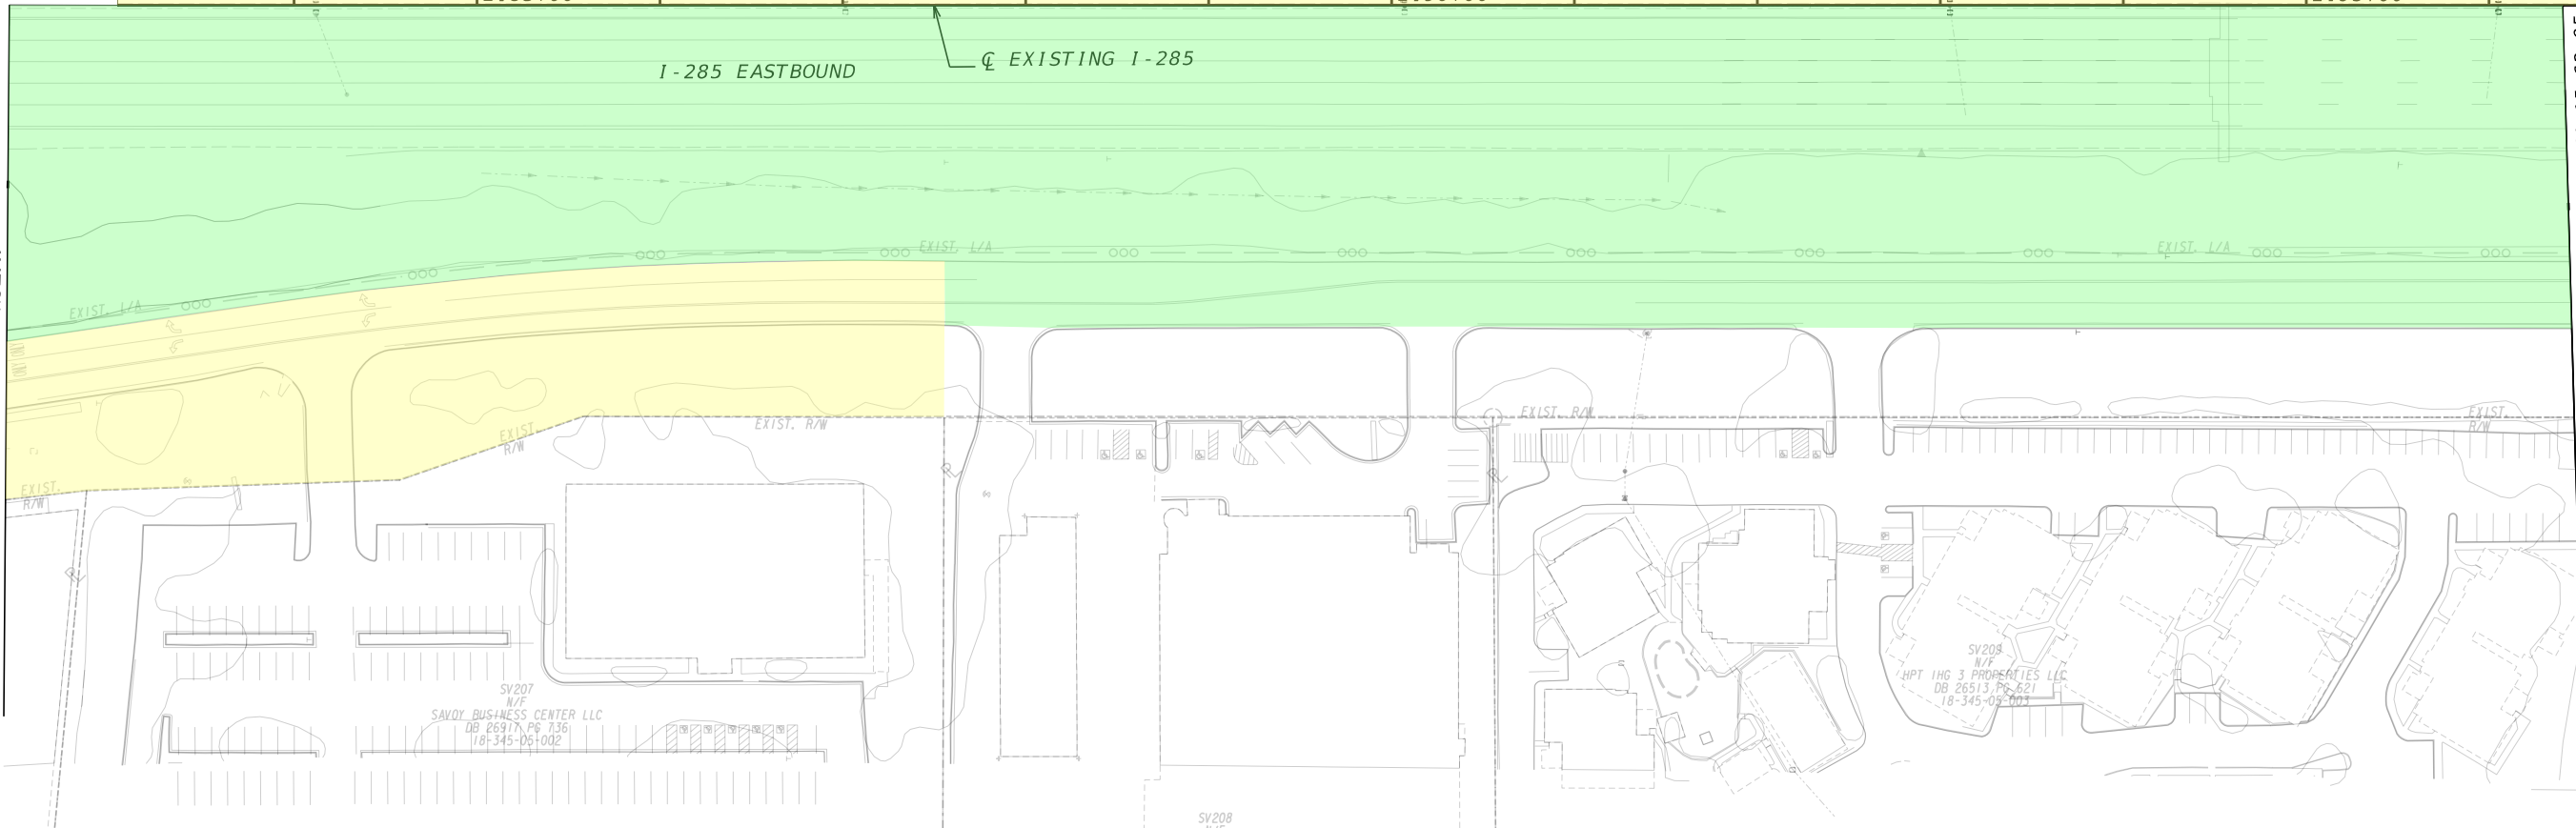 I-285 EASTBOUND
℄ EXISTING I-285
EXIST. L/A
EXIST. L/A
EXIST. L/A
EXIST. R/W
EXIST.
R/W
EXIST. R/W
EXIST.
R/W
EXIST.
R/W
SV207
N/F
SAVOY BUSINESS CENTER LLC
DB 26917 PG 736
18-345-05-002
SV209
N/F
HPT IHG 3 PROPERTIES LLC
DB 26513 PG 621
18-345-05-003
SV208
N/F